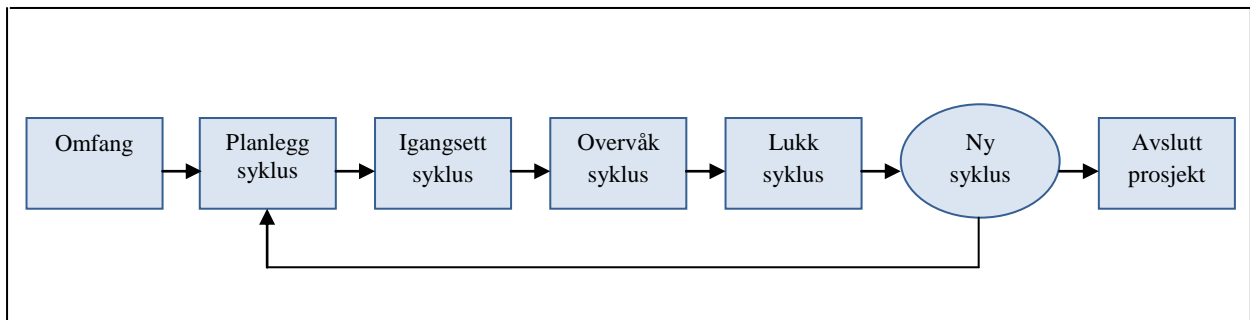 Omfang
Planlegg
syklus
Igangsett
syklus
Overvåk
syklus
Lukk
syklus
Ny
syklus
Avslutt
prosjekt